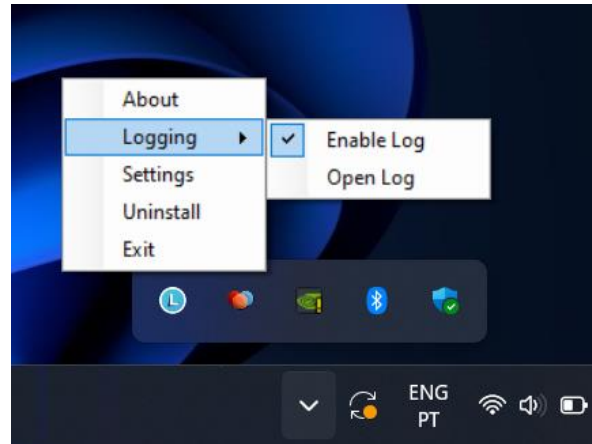 About
Logging
Settings
Uninstall
Exit
Enable Log
Open Log
L
ENG
PT